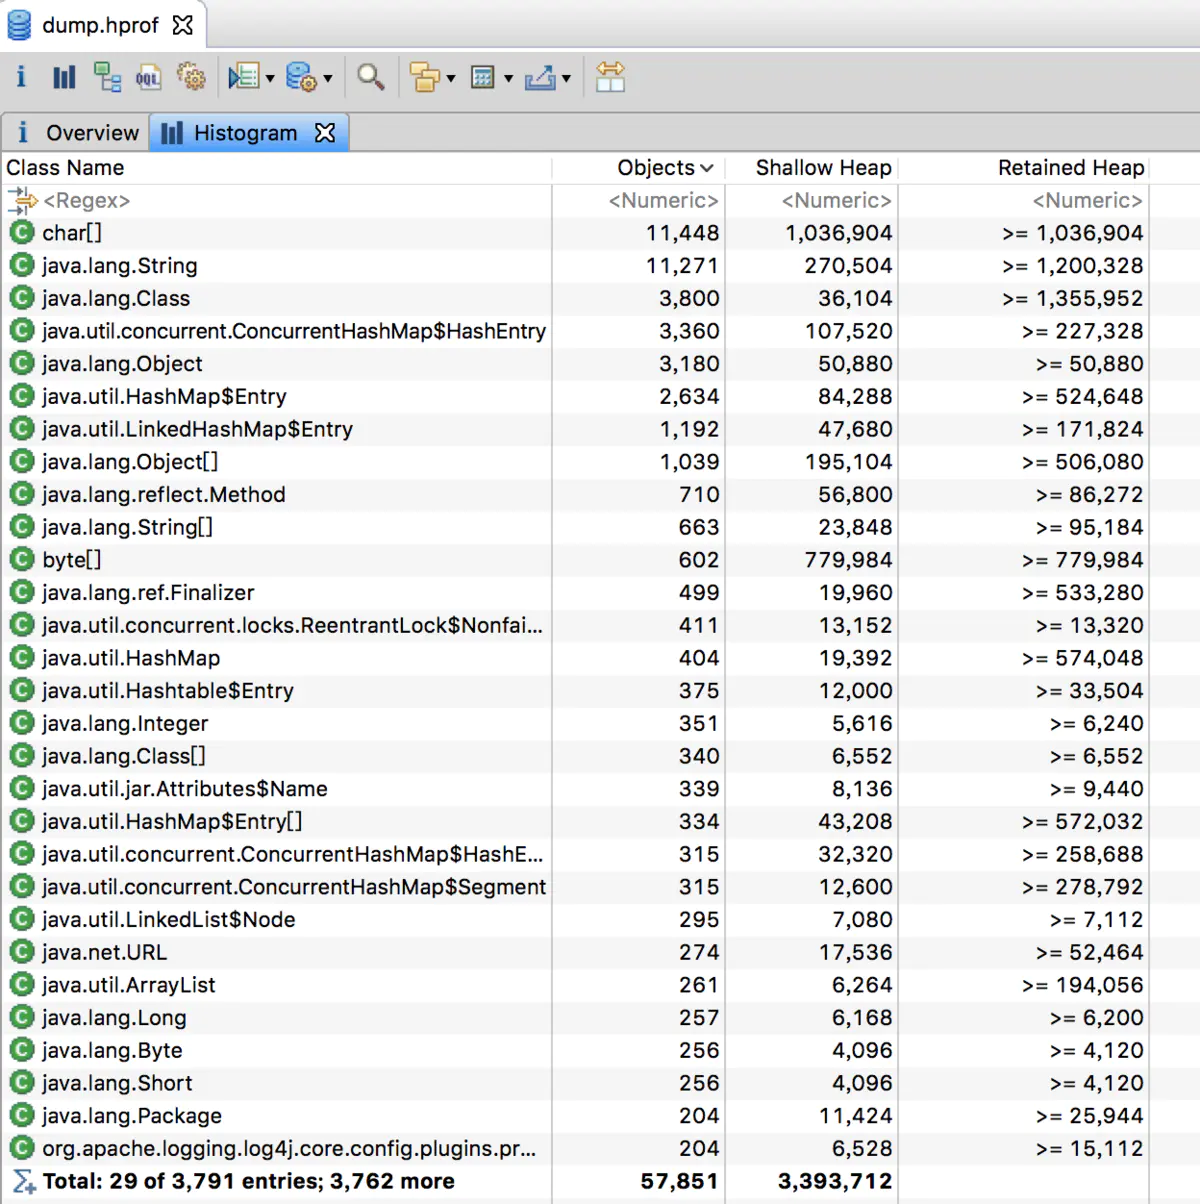 dump.hprof
i OQL
i Overview Histogram
Class Name Objects Shallow Heap Retained Heap
<Regex> <Numeric> <Numeric> <Numeric>
C char[] 11,448 1,036,904 >= 1,036,904
C java.lang.String 11,271 270,504 >= 1,200,328
C java.lang.Class 3,800 36,104 >= 1,355,952
C java.util.concurrent.ConcurrentHashMap$HashEntry 3,360 107,520 >= 227,328
C java.lang.Object 3,180 50,880 >= 50,880
C java.util.HashMap$Entry 2,634 84,288 >= 524,648
C java.util.LinkedHashMap$Entry 1,192 47,680 >= 171,824
C java.lang.Object[] 1,039 195,104 >= 506,080
C java.lang.reflect.Method 710 56,800 >= 86,272
C java.lang.String[] 663 23,848 >= 95,184
C byte[] 602 779,984 >= 779,984
C java.lang.ref.Finalizer 499 19,960 >= 533,280
C java.util.concurrent.locks.ReentrantLock$Nonfai... 411 13,152 >= 13,320
C java.util.HashMap 404 19,392 >= 574,048
C java.util.Hashtable$Entry 375 12,000 >= 33,504
C java.lang.Integer 351 5,616 >= 6,240
C java.lang.Class[] 340 6,552 >= 6,552
C java.util.jar.Attributes$Name 339 8,136 >= 9,440
C java.util.HashMap$Entry[] 334 43,208 >= 572,032
C java.util.concurrent.ConcurrentHashMap$HashE... 315 32,320 >= 258,688
C java.util.concurrent.ConcurrentHashMap$Segment 315 12,600 >= 278,792
C java.util.LinkedList$Node 295 7,080 >= 7,112
C java.net.URL 274 17,536 >= 52,464
C java.util.ArrayList 261 6,264 >= 194,056
C java.lang.Long 257 6,168 >= 6,200
C java.lang.Byte 256 4,096 >= 4,120
C java.lang.Short 256 4,096 >= 4,120
C java.lang.Package 204 11,424 >= 25,944
C org.apache.logging.log4j.core.config.plugins.pr... 204 6,528 >= 15,112
Total: 29 of 3,791 entries; 3,762 more 57,851 3,393,712